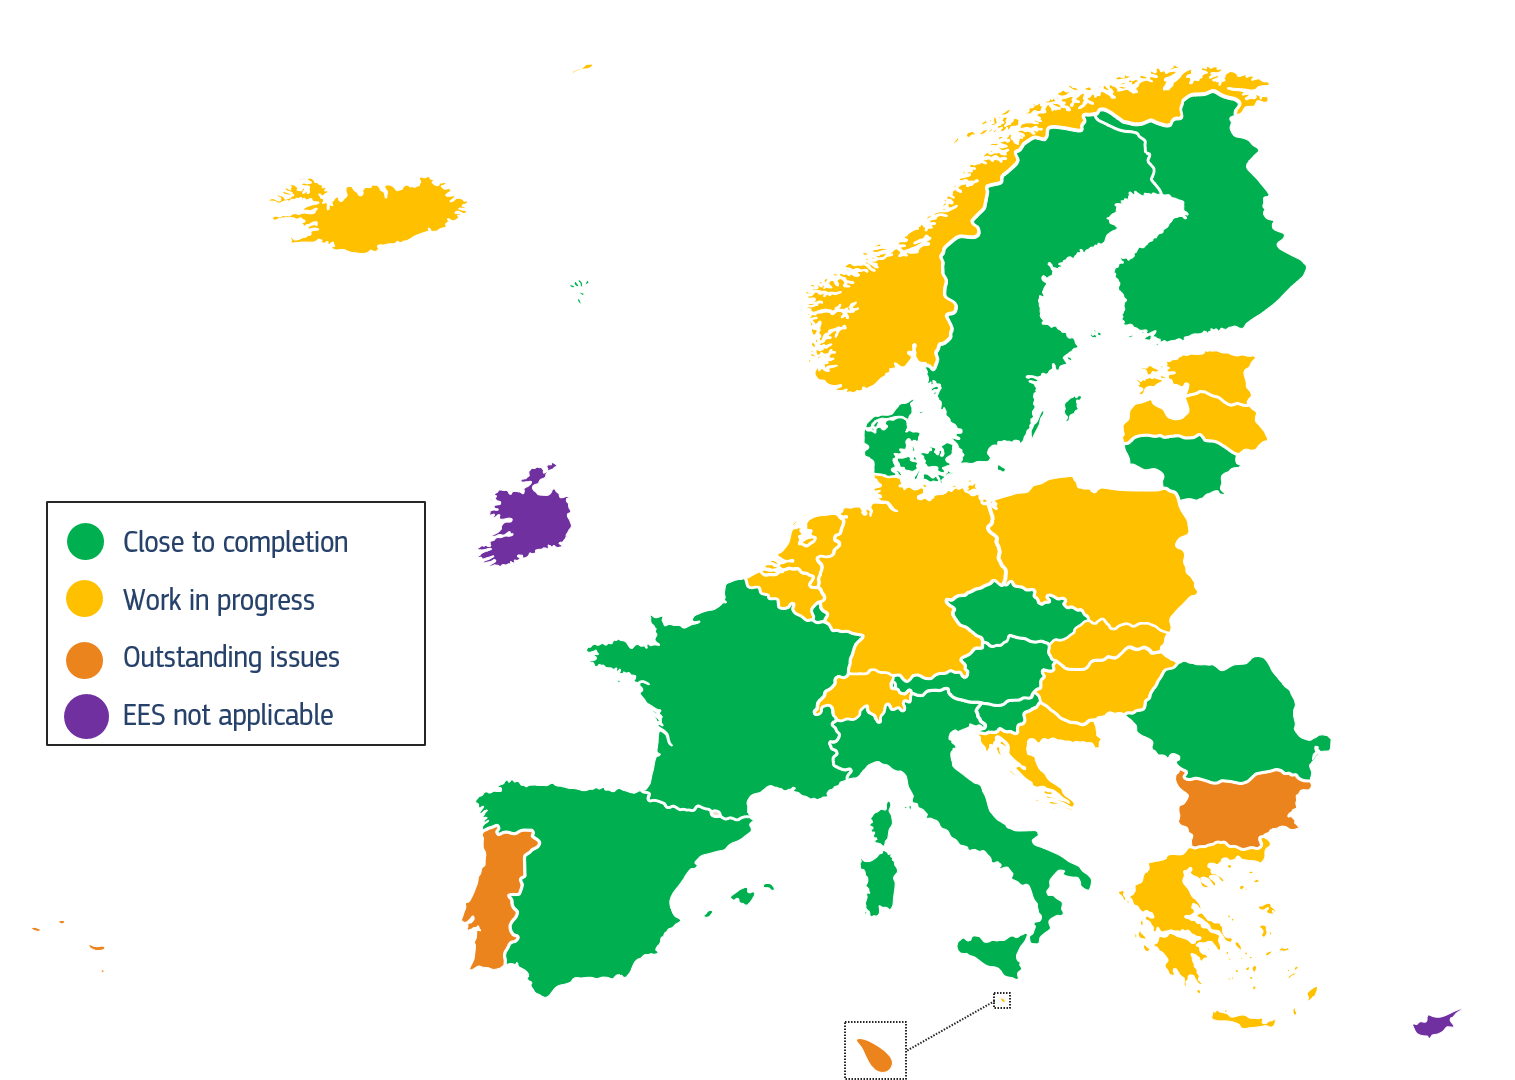 Close to completion
Work in progress
Outstanding issues
EES not applicable